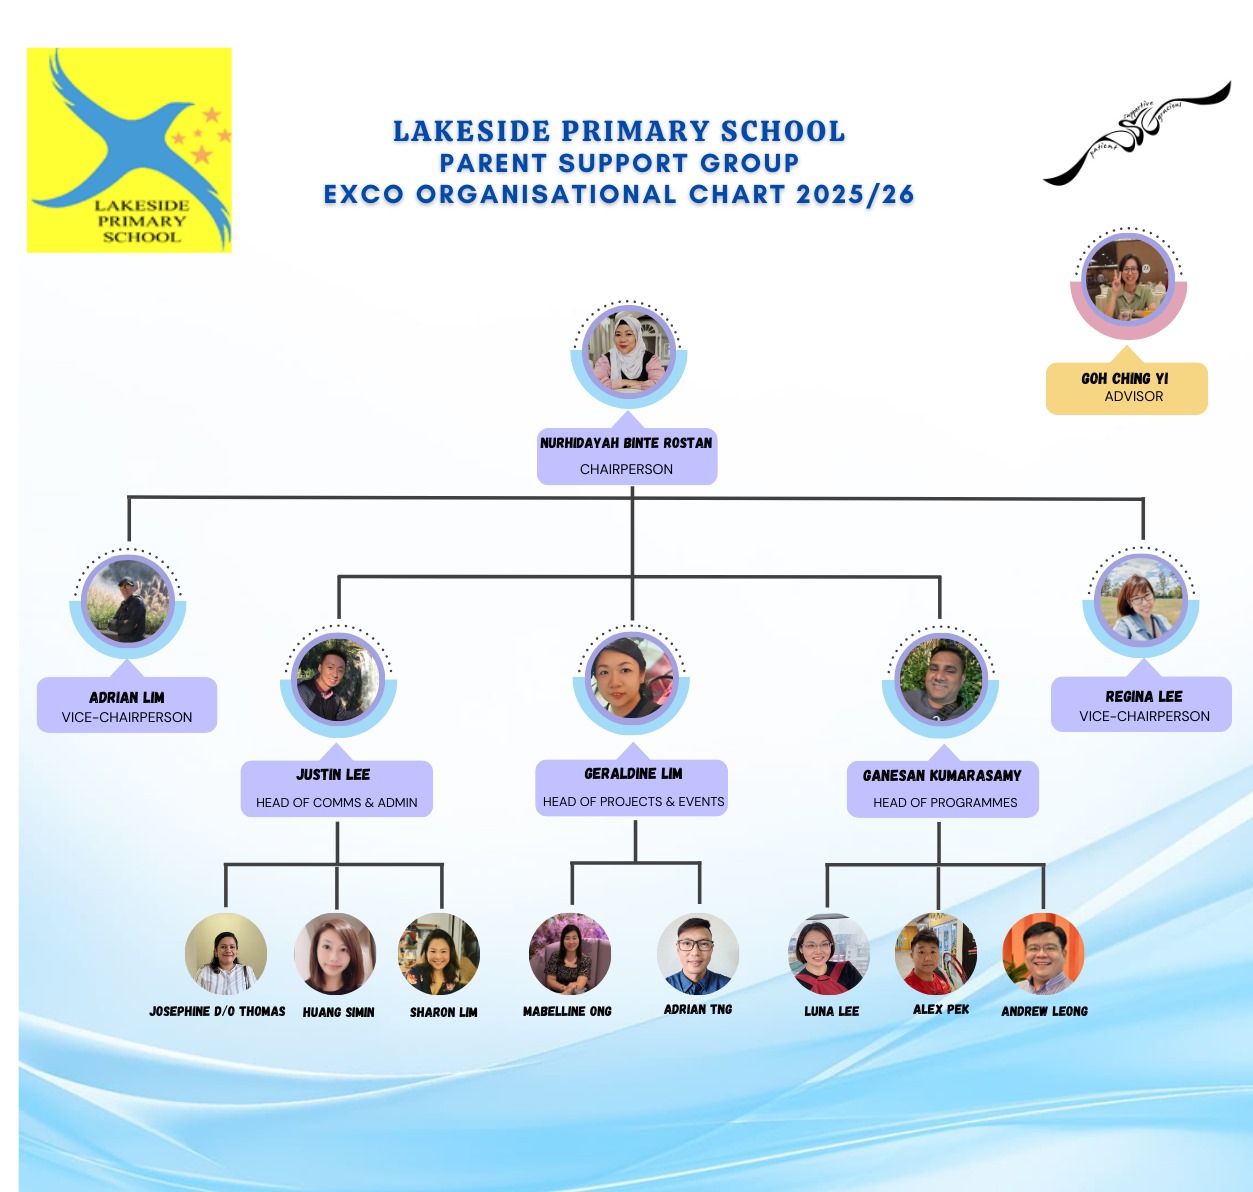 LAKESIDE
PRIMARY
SCHOOL
LAKESIDE PRIMARY SCHOOL
PARENT SUPPORT GROUP
EXCO ORGANISATIONAL CHART 2025/26
patient
supportive
gracious
GOH CHING YI
ADVISOR
NURHIDAYAH BINTE ROSTAN
CHAIRPERSON
ADRIAN LIM
VICE-CHAIRPERSON
REGINA LEE
VICE-CHAIRPERSON
JUSTIN LEE
HEAD OF COMMS & ADMIN
GERALDINE LIM
HEAD OF PROJECTS & EVENTS
GANESAN KUMARASAMY
HEAD OF PROGRAMMES
JOSEPHINE D/O THOMAS
HUANG SIMIN
SHARON LIM
MABELLINE ONG
ADRIAN TNG
LUNA LEE
ALEX PEK
ANDREW LEONG